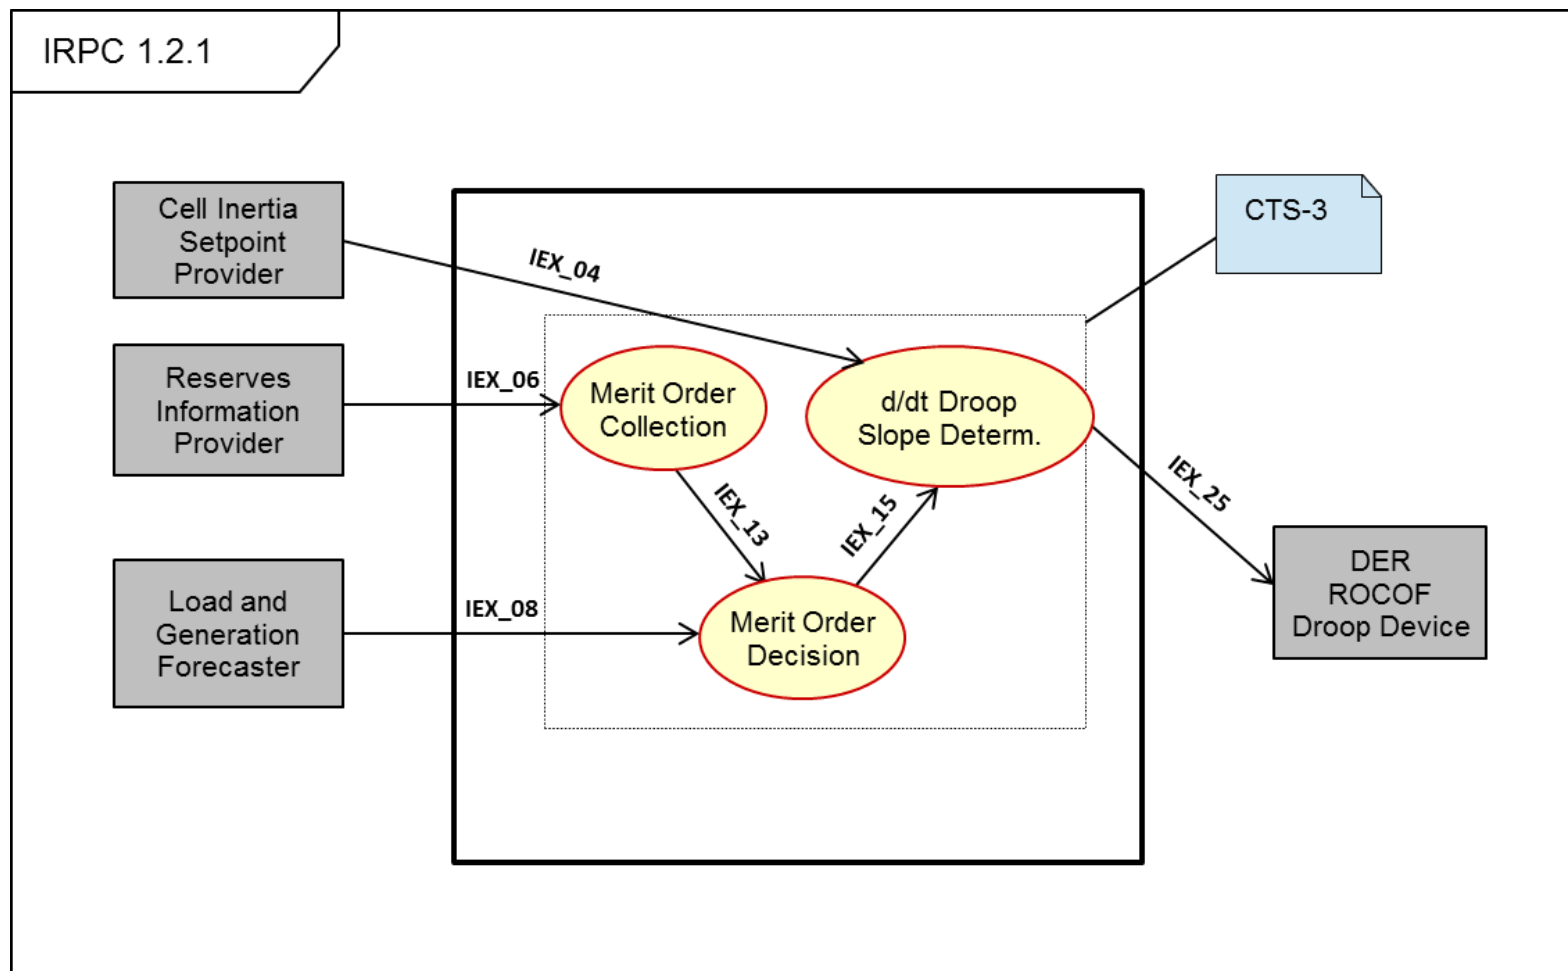 IRPC 1.2.1
Cell Inertia
Setpoint
Provider
IEX_04
CTS-3
Reserves
Information
Provider
IEX_06
Merit Order
Collection
d/dt Droop
Slope Determ.
IEX_13
IEX_15
IEX_25
Load and
Generation
Forecaster
IEX_08
Merit Order
Decision
DER
ROCOF
Droop Device